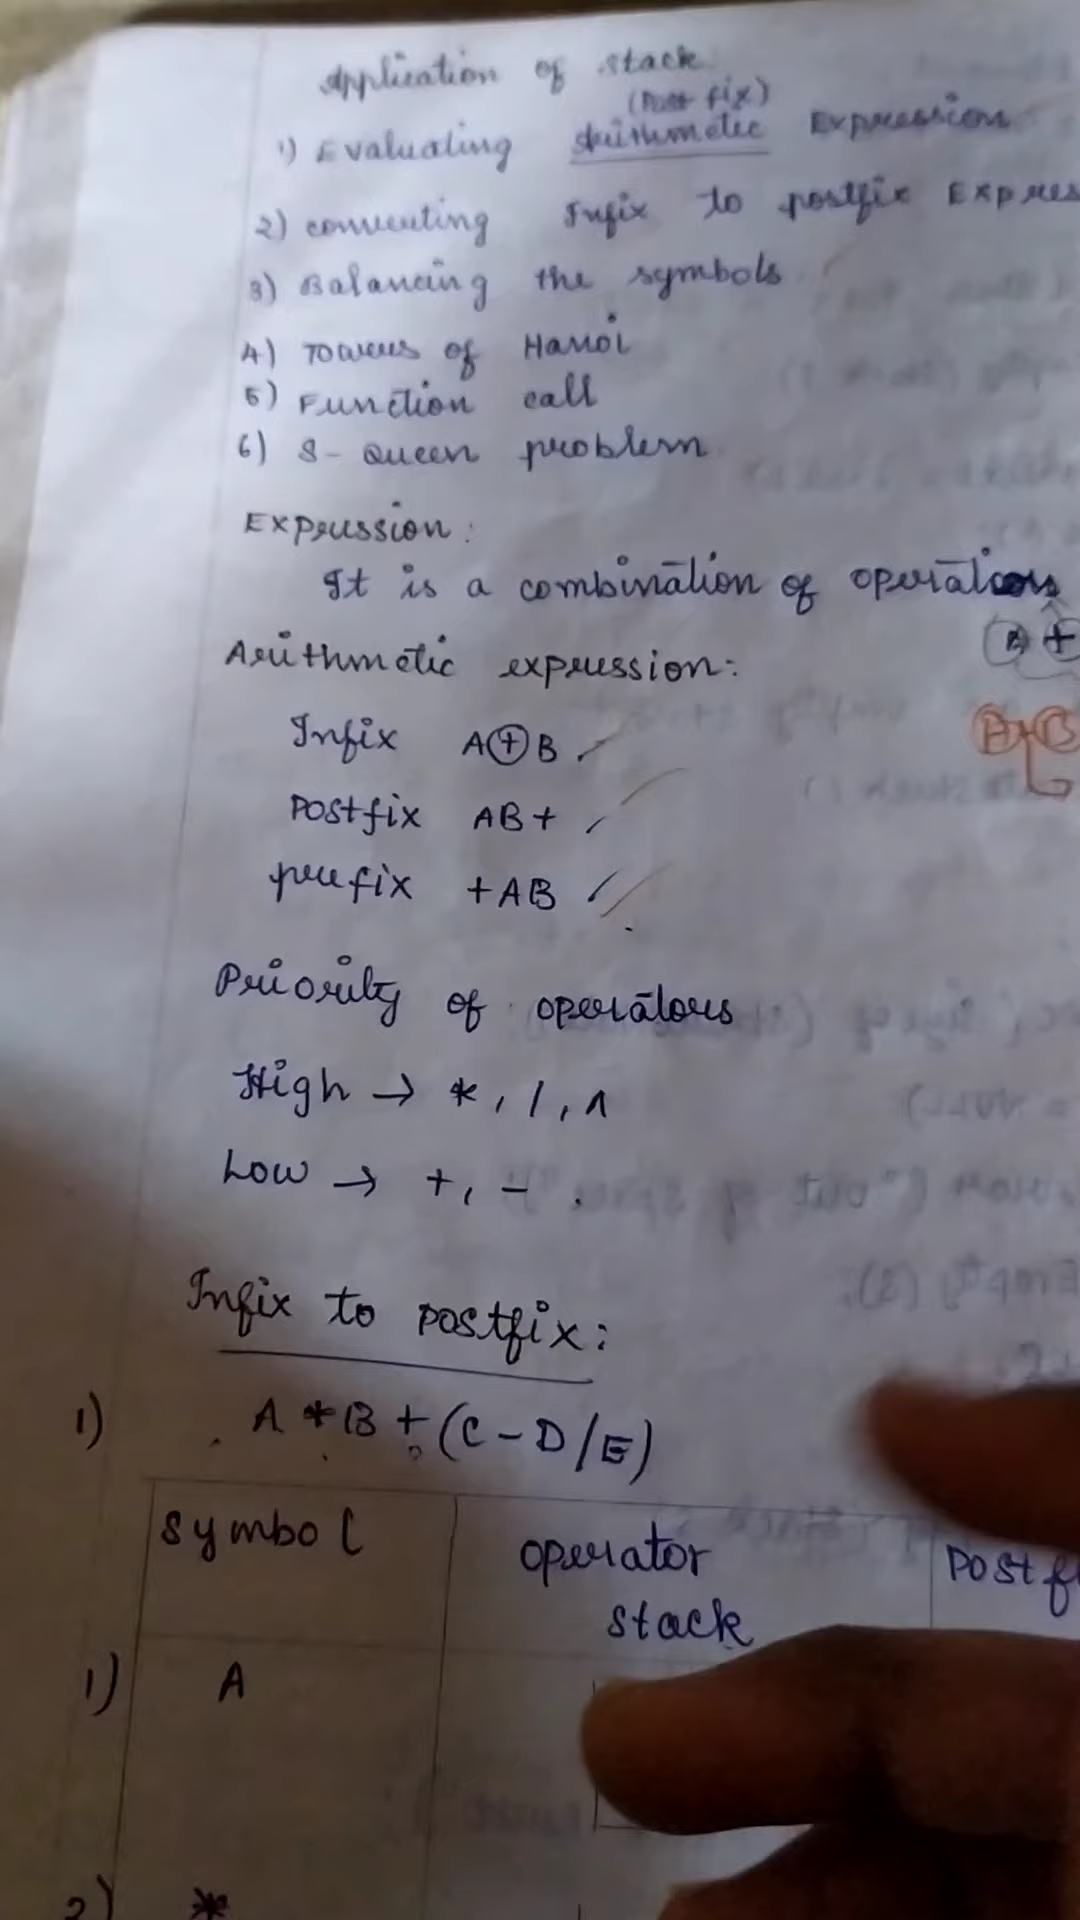 Application of stack
(Post fix)
1) Evaluating Arithmetic Expression
2) converting Infix to postfix Expres
3) Balancing the symbols
4) Towers of Hanoi
5) Function call
6) 8-Queen problem
Expression:
It is a combination of operators
Arithmetic expression:
A +
Infix A+B
A+B
Postfix AB+
prefix +AB
Priority of operators
High → *, /, ^
Low → +, -.
Infix to postfix:
1) A * B + (C - D/E)
Symbol operator stack Postf
1) A
2) *